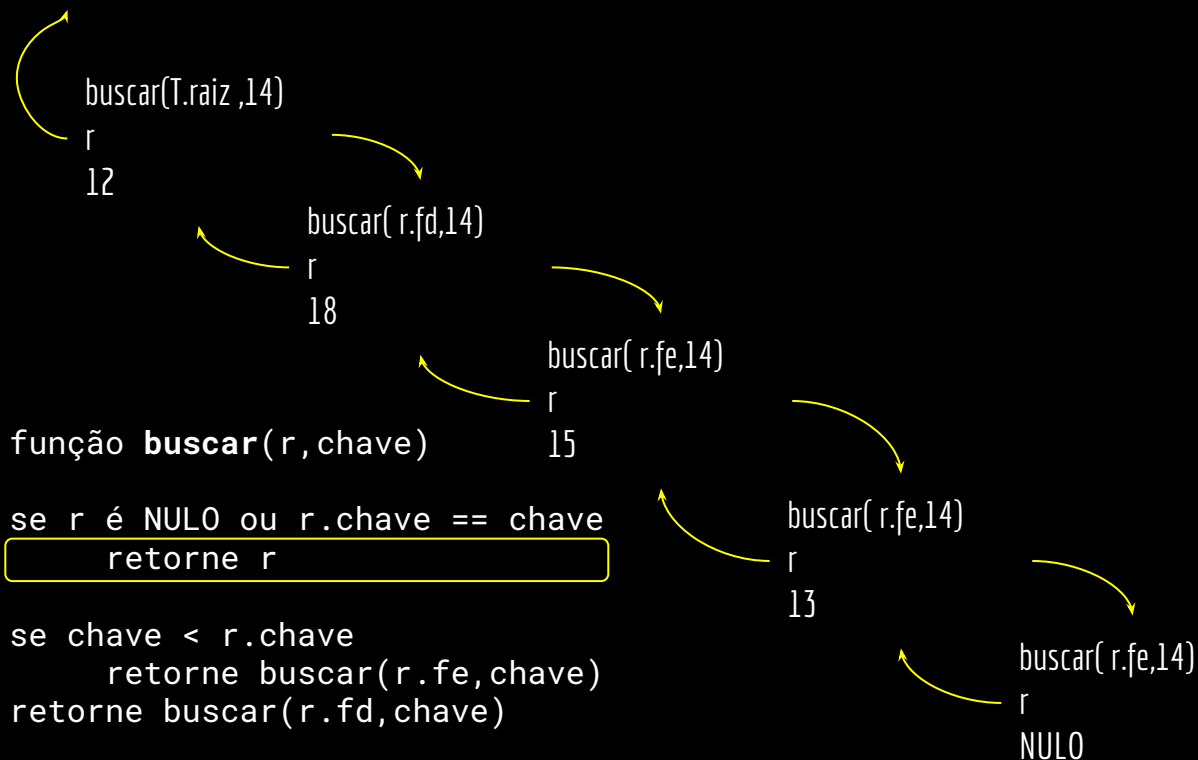 buscar(T.raiz ,14)
r
12
buscar( r.fd,14)
r
18
buscar( r.fe,14)
r
15
buscar( r.fe,14)
r
13
buscar( r.fe,14)
r
NULO
função buscar(r,chave)
se r é NULO ou r.chave == chave
retorne r
se chave < r.chave
retorne buscar(r.fe,chave)
retorne buscar(r.fd,chave)